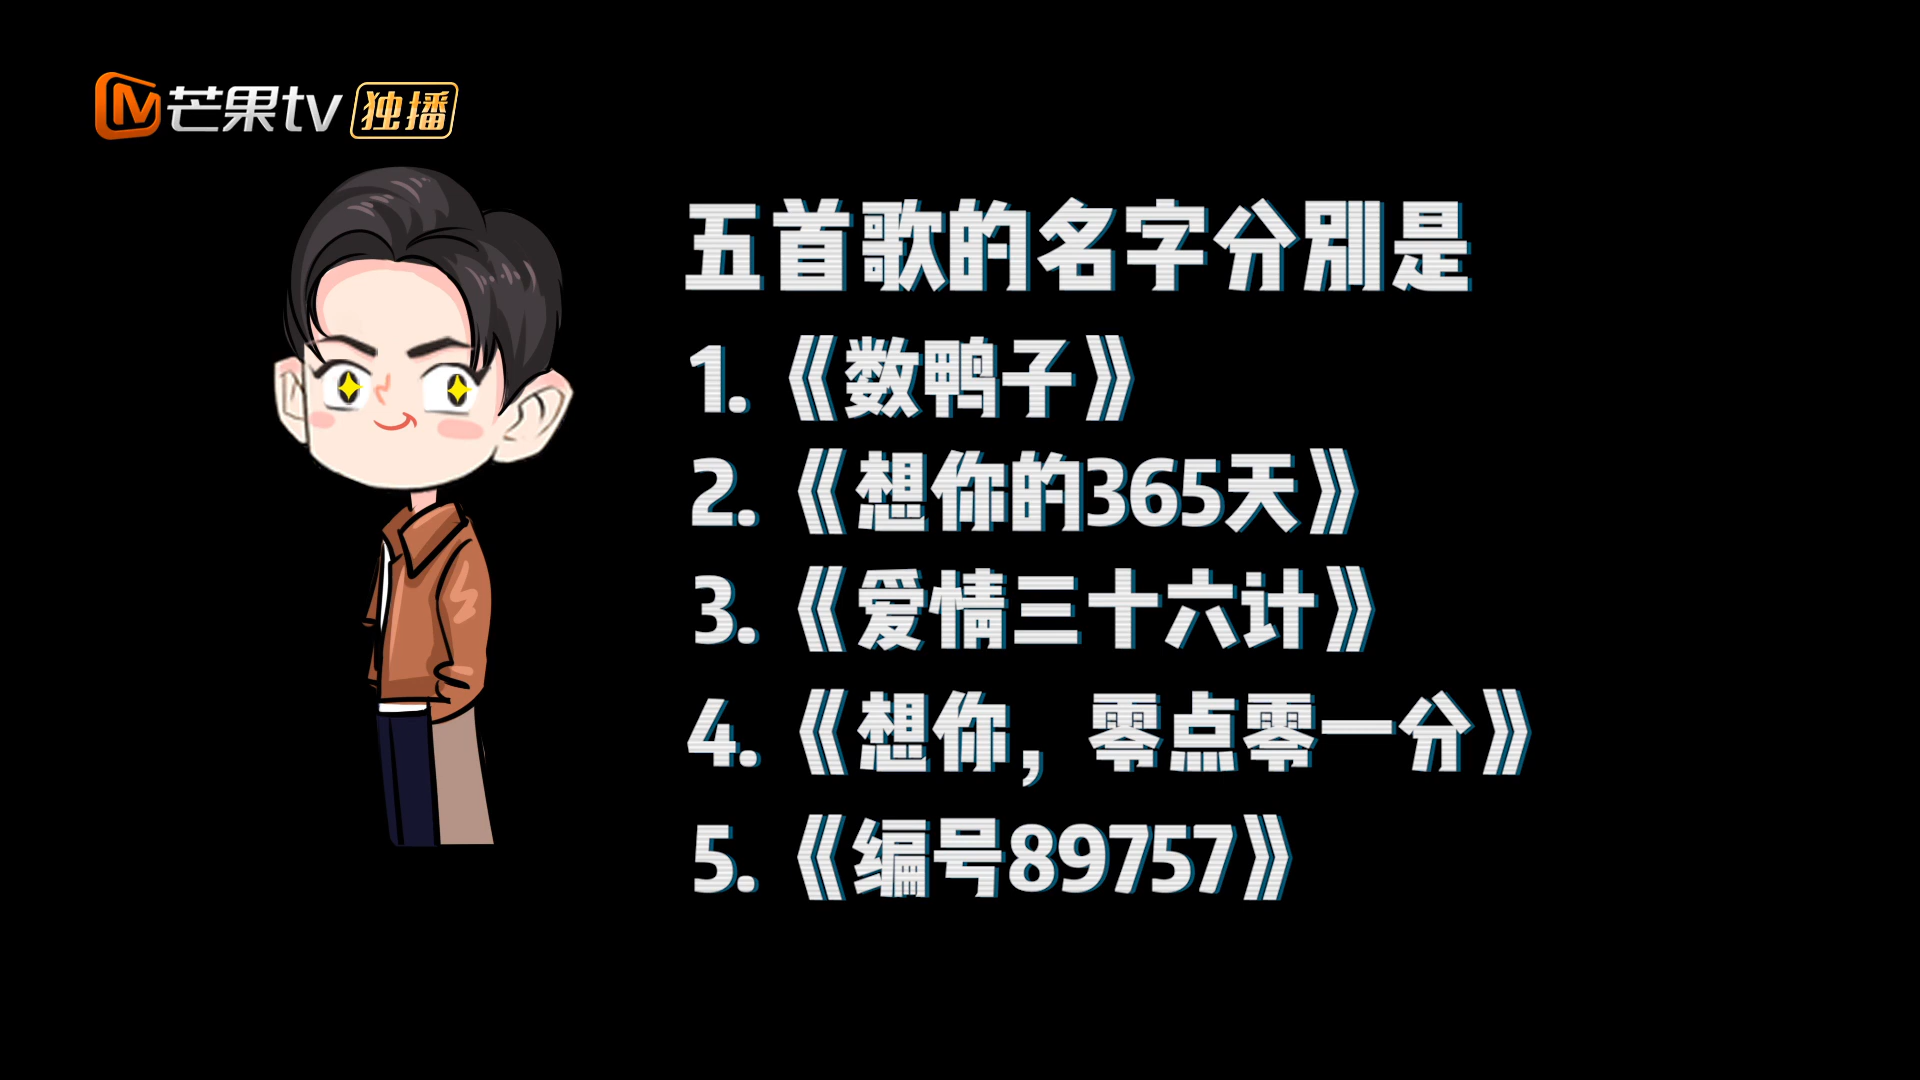 芒果tv 独播
五首歌的名字分别是
1.《数鸭子》
2.《想你的365天》
3.《爱情三十六计》
4.《想你，零点零一分》
5.《编号89757》